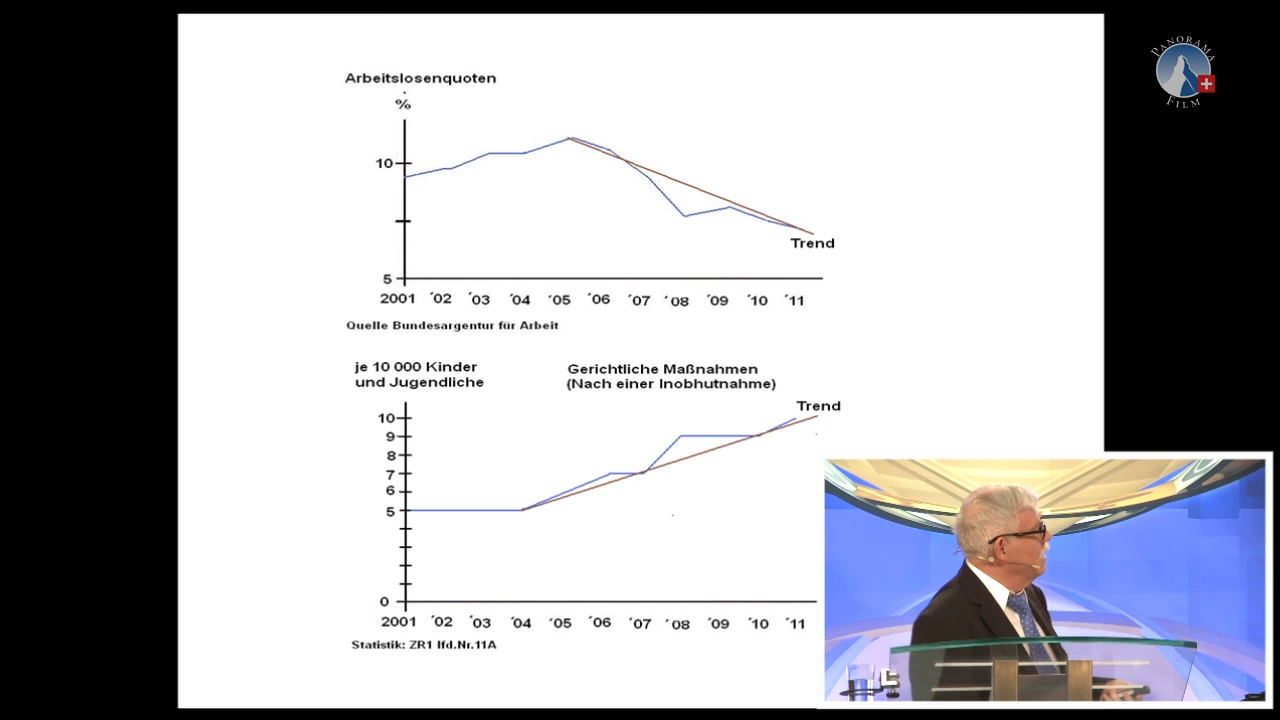 PANORAMA
FILM
Arbeitslosenquoten
%
10
5
2001 ´02 ´03 ´04 ´05 ´06 ´07 ´08 ´09 ´10 ´11
Trend
Quelle Bundesargentur für Arbeit
je 10 000 Kinder
und Jugendliche
Gerichtliche Maßnahmen
(Nach einer Inobhutnahme)
Trend
10
9
8
7
6
5
0
2001 ´02 ´03 ´04 ´05 ´06 ´07 ´08 ´09 ´10 ´11
Statistik: ZR1 lfd.Nr.11A